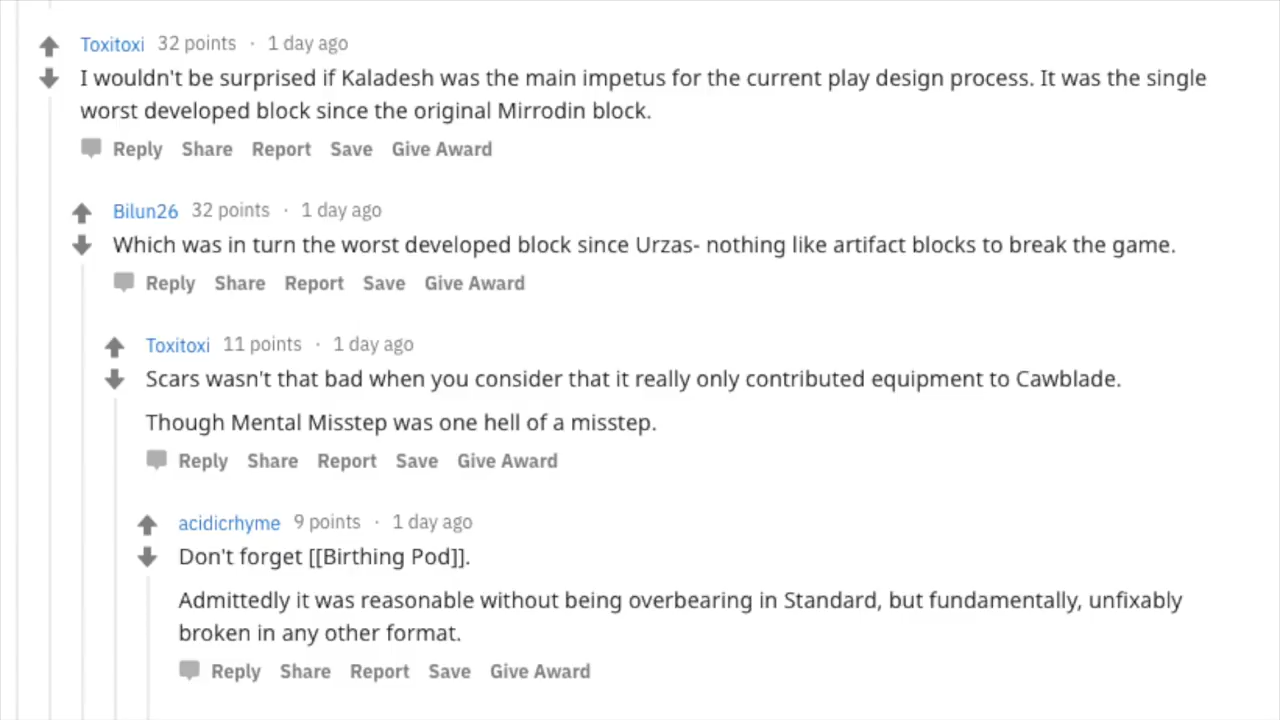 Toxitoxi 32 points · 1 day ago
I wouldn't be surprised if Kaladesh was the main impetus for the current play design process. It was the single
worst developed block since the original Mirrodin block.
Reply Share Report Save Give Award
Bilun26 32 points · 1 day ago
Which was in turn the worst developed block since Urzas- nothing like artifact blocks to break the game.
Reply Share Report Save Give Award
Toxitoxi 11 points · 1 day ago
Scars wasn't that bad when you consider that it really only contributed equipment to Cawblade.
Though Mental Misstep was one hell of a misstep.
Reply Share Report Save Give Award
acidicrhyme 9 points · 1 day ago
Don't forget [[Birthing Pod]].
Admittedly it was reasonable without being overbearing in Standard, but fundamentally, unfixably
broken in any other format.
Reply Share Report Save Give Award